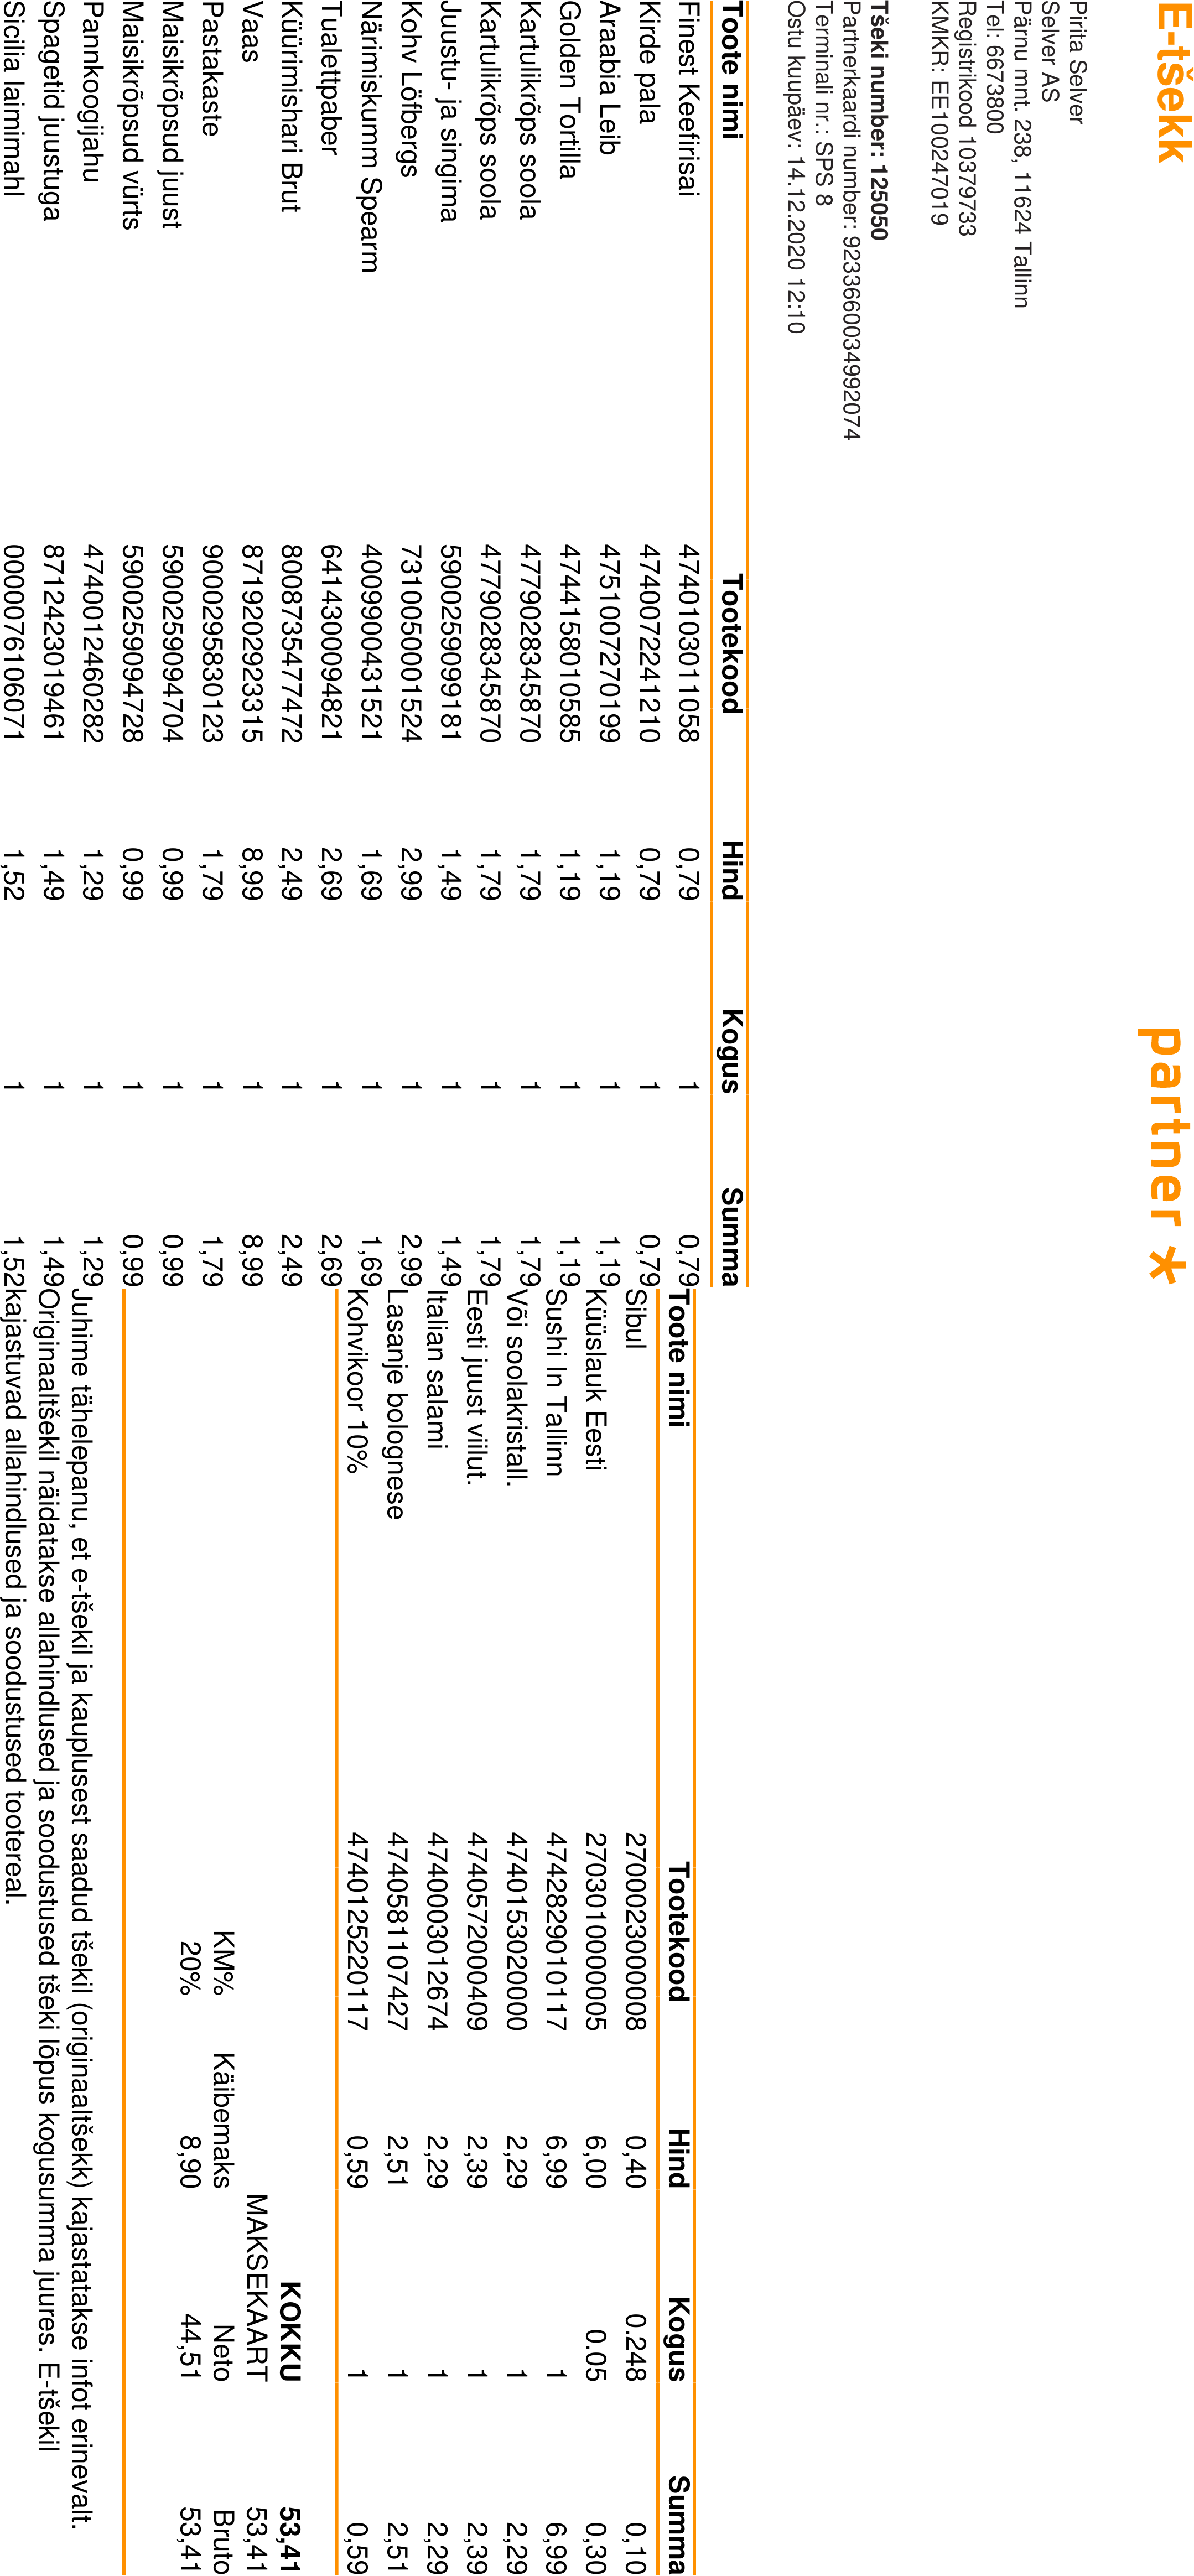 E-tšekk
partner *
Pirita Selver
Selver AS
Pärnu mnt. 238, 11624 Tallinn
Tel: 6673800
Registrikood 10379733
KMKR: EE100247019
Tšeki number: 125050
Partnerkaardi number: 9233660034992074
Terminali nr.: SPS 8
Ostu kuupäev: 14.12.2020 12:10
Toote nimi Tootekood Hind Kogus Summa
Finest Keefirisai 4740103011058 0,79 1 0,79
Kirde pala 4740072241210 0,79 1 0,79
Araabia Leib 4751007270199 1,19 1 1,19
Golden Tortilla 4744158010585 1,19 1 1,19
Kartulikrõps soola 4779028345870 1,79 1 1,79
Kartulikrõps soola 4779028345870 1,79 1 1,79
Juustu- ja singima 5900259099181 1,49 1 1,49
Kohv Löfbergs 7310050001524 2,99 1 2,99
Närimiskumm Spearm 4009900431521 1,69 1 1,69
Tualettpaber 6414300094821 2,69 1 2,69
Küürimishari Brut 8008735477472 2,49 1 2,49
Vaas 8719202923315 8,99 1 8,99
Pastakaste 9000295830123 1,79 1 1,79
Maisikrõpsud juust 5900259094704 0,99 1 0,99
Maisikrõpsud vürts 5900259094728 0,99 1 0,99
Pannkoogijahu 4740012460282 1,29 1 1,29
Spagetid juustuga 8712423019461 1,49 1 1,49
Sicilia laimimahl 0000076106071 1,52 1 1,52
Toote nimi Tootekood Hind Kogus Summa
Sibul 2700023000008 0,40 0.248 0,10
Küüslauk Eesti 2703010000005 6,00 0.05 0,30
Sushi In Tallinn 4742829010117 6,99 1 6,99
Või soolakristall. 4740153020000 2,29 1 2,29
Eesti juust viilut. 4740572000409 2,39 1 2,39
Italian salami 4740003012674 2,29 1 2,29
Lasanje bolognese 4740581107427 2,51 1 2,51
Kohvikoor 10% 4740125220117 0,59 1 0,59
KOKKU 53,41
MAKSEKAART 53,41
KM% Käibemaks Neto Bruto
20% 8,90 44,51 53,41
Juhime tähelepanu, et e-tšekil ja kauplusest saadud tšekil (originaaltšekk) kajastatakse infot erinevalt.
Originaaltšekil näidatakse allahindlused ja soodustused tšeki lõpus kogusumma juures. E-tšekil
kajastuvad allahindlused ja soodustused tootereal.